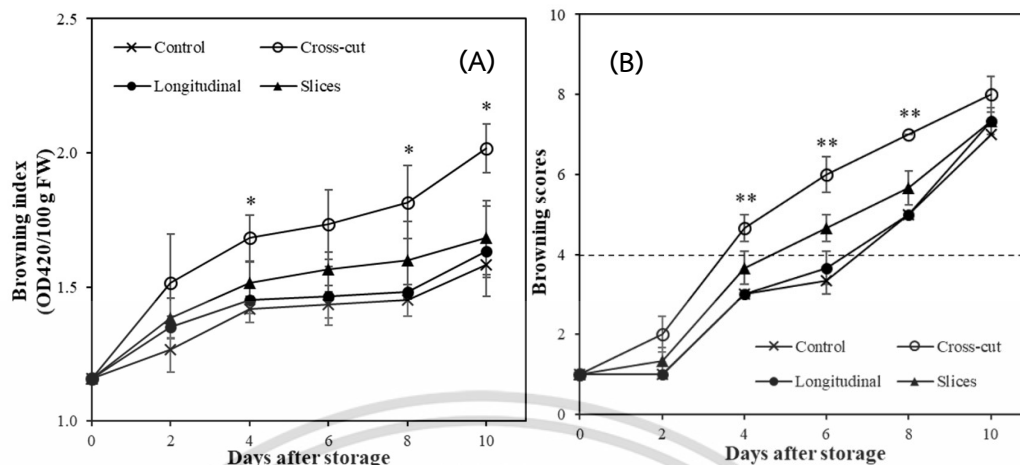 2.5
Control
Cross-cut
Longitudinal
Slices
(A)
*
*
*
2.0
1.5
1.0
0
2
4
6
8
10
Browning index
(OD420/100 g FW)
Days after storage
10
(B)
**
**
**
8
6
4
2
0
Control
Cross-cut
Longitudinal
Slices
0
2
4
6
8
10
Browning scores
Days after storage